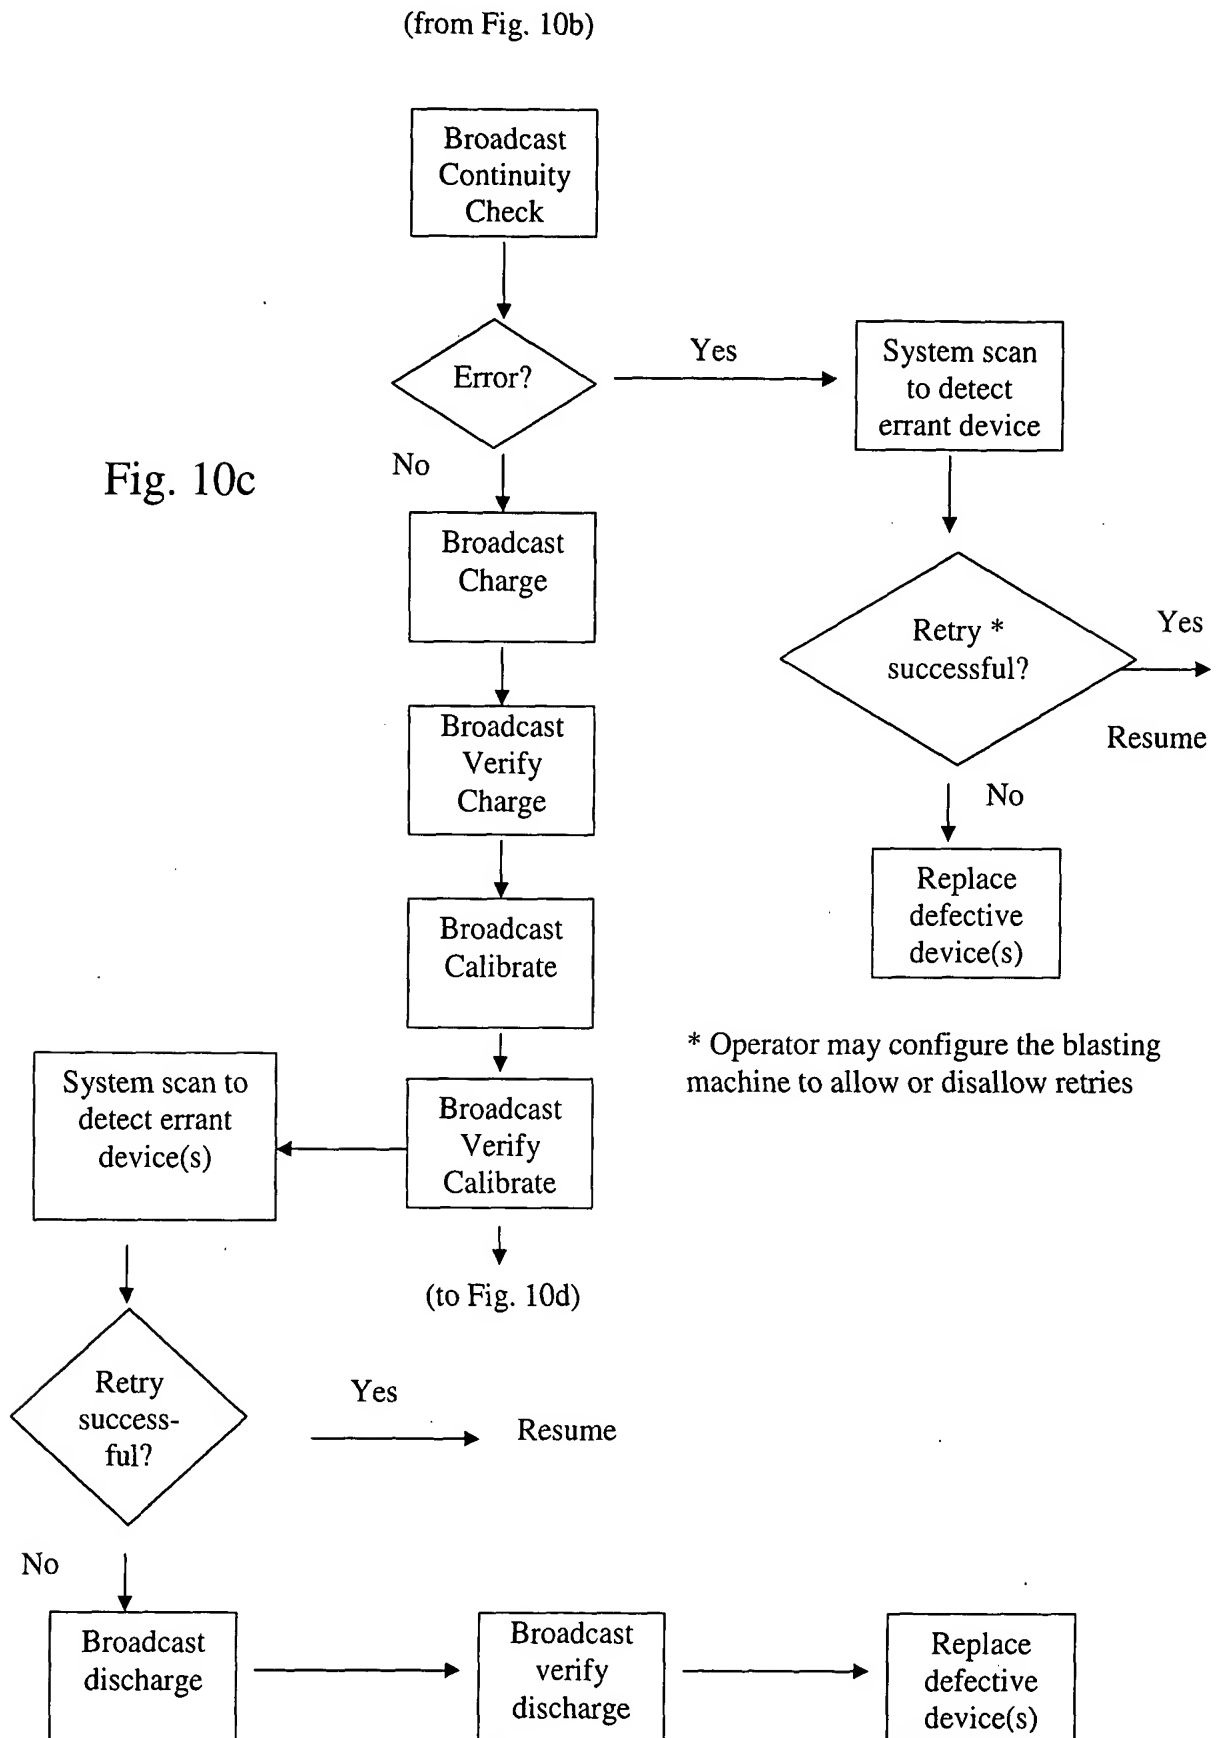 (from Fig. 10b)
Broadcast
Continuity
Check
Error?
Yes
System scan
to detect
errant device
No
Fig. 10c
Broadcast
Charge
Retry *
successful?
Yes
Resume
Broadcast
Verify
Charge
No
Replace
defective
device(s)
Broadcast
Calibrate
* Operator may configure the blasting
machine to allow or disallow retries
System scan to
detect errant
device(s)
Broadcast
Verify
Calibrate
(to Fig. 10d)
Retry
success-
ful?
Yes
Resume
No
Broadcast
discharge
Broadcast
verify
discharge
Replace
defective
device(s)